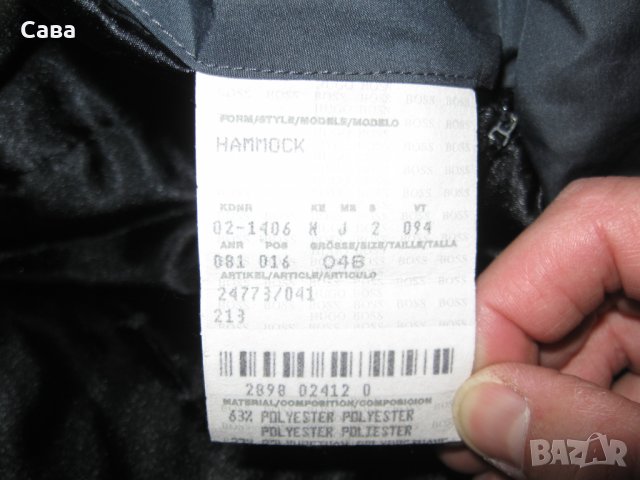 Сава
FORM/STYLE/MODELE/MODELO
HAMMOCK
KDNR KE ME S VT
02-1406 M J 2 094
ANR POS GRÖSSE/SIZE/TAILLE/TALLA
081 016 048
ARTIKEL/ARTICLE/ARTICULO
24773/041
213
2898 02412 0
MATERIAL/COMPOSITION/COMPOSICION
63% POLYESTER POLYESTER
POLYESTER POLIESTER
BAZAR.bg